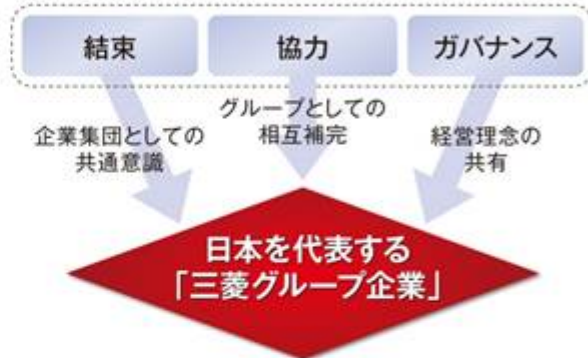 結束
協力
ガバナンス
企業集団としての
共通意識
グループとしての
相互補完
経営理念の
共有
日本を代表する
「三菱グループ企業」